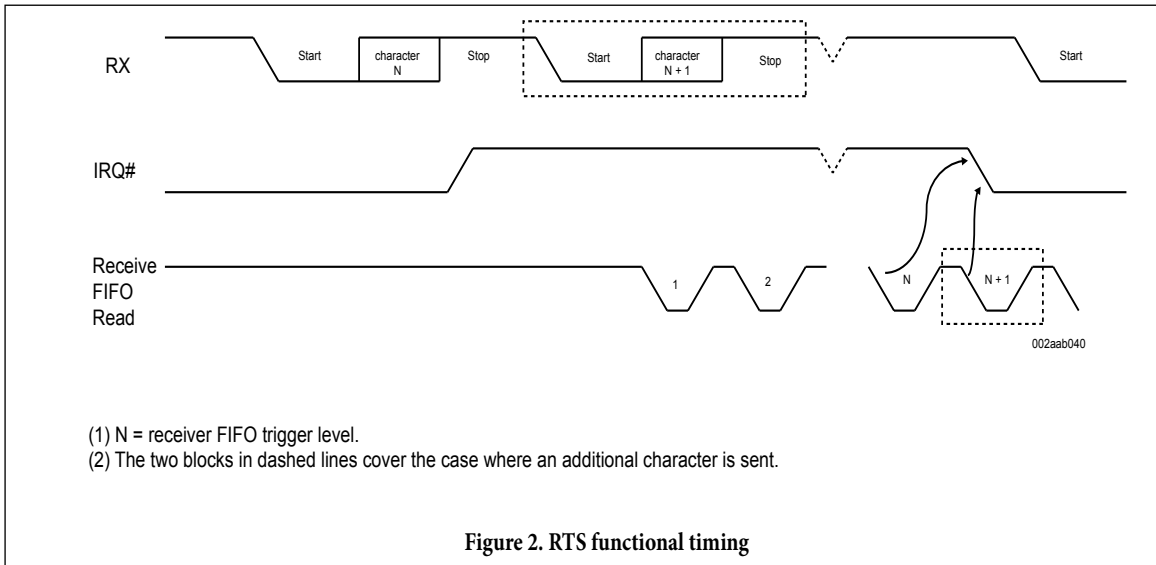 RX
Start
character
N
Stop
Start
character
N + 1
Stop
Start
IRQ#
Receive
FIFO
Read
1
2
N
N + 1
002aab040
(1) N = receiver FIFO trigger level.
(2) The two blocks in dashed lines cover the case where an additional character is sent.
Figure 2. RTS functional timing